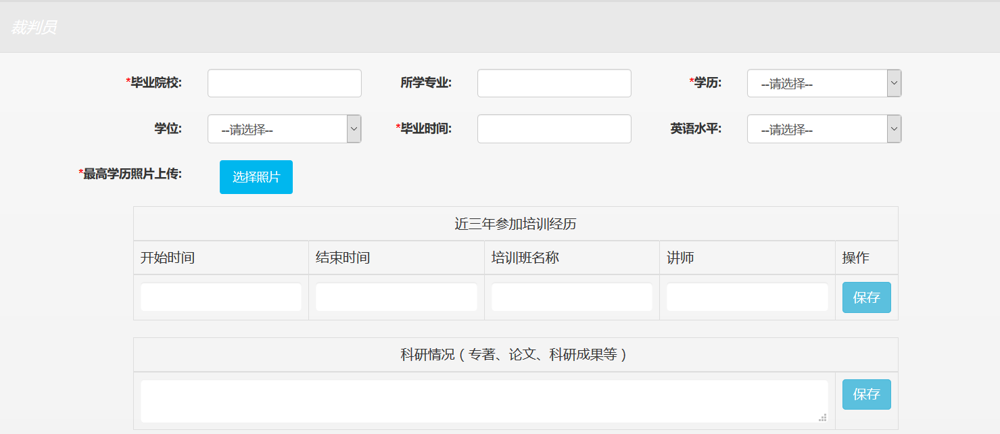 裁判员
*毕业院校: 所学专业: *学历: --请选择--
学位: --请选择-- *毕业时间: 英语水平: --请选择--
*最高学历照片上传: 选择照片
近三年参加培训经历
开始时间 结束时间 培训班名称 讲师 操作
保存
科研情况（专著、论文、科研成果等）
保存